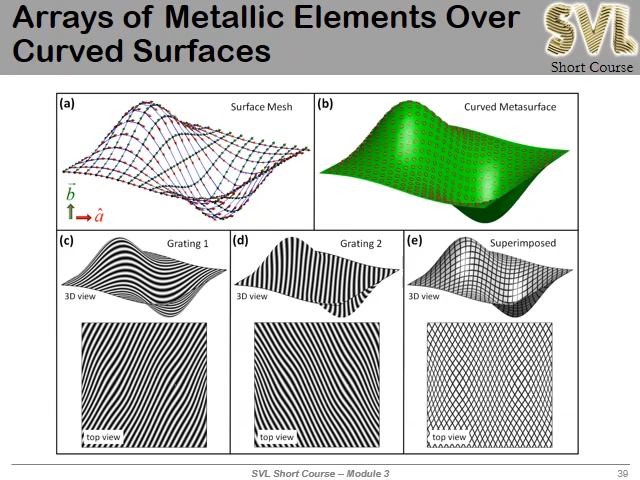 Arrays of Metallic Elements Over
Curved Surfaces
SVL
Short Course
(a)
Surface Mesh
b
a
(b)
Curved Metasurface
(c)
Grating 1
3D view
top view
(d)
Grating 2
3D view
top view
(e)
Superimposed
3D view
top view
SVL Short Course – Module 3
39